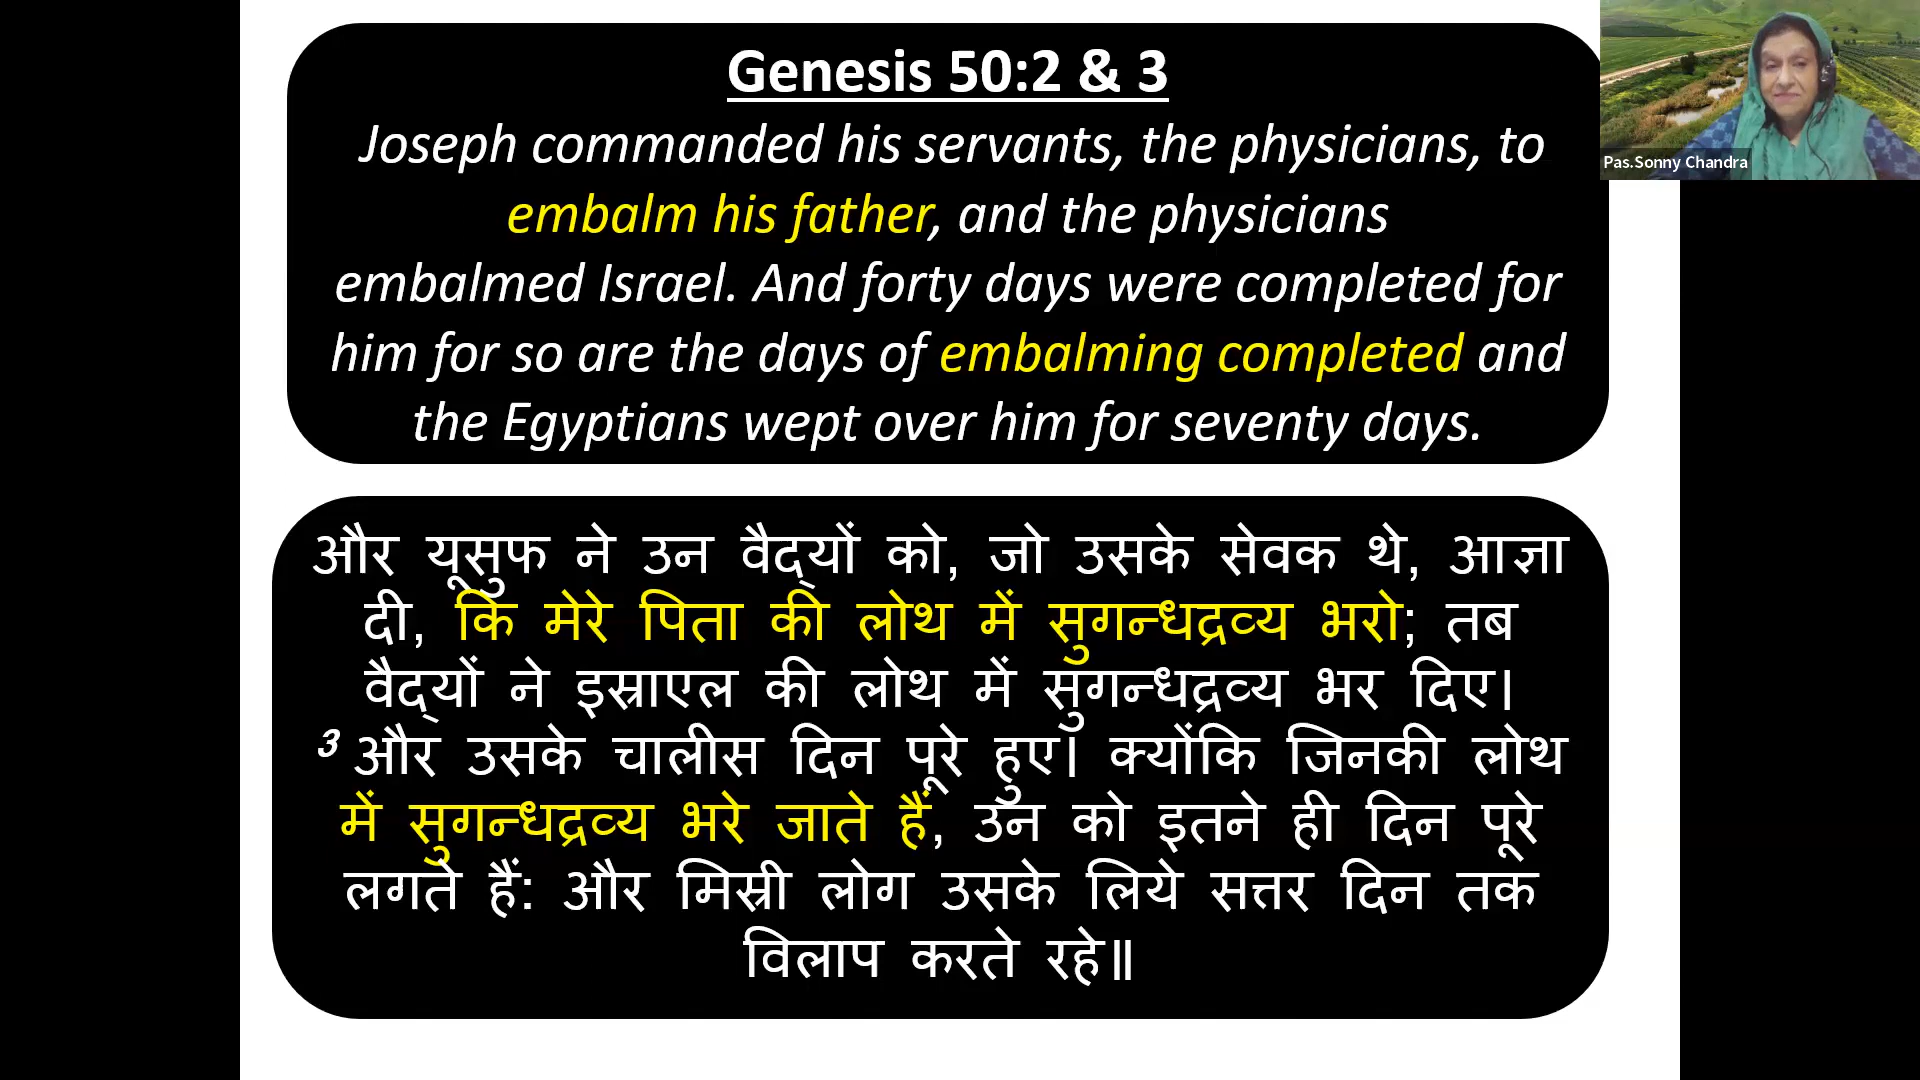 Genesis 50:2 & 3
Joseph commanded his servants, the physicians, to
embalm his father, and the physicians
embalmed Israel. And forty days were completed for
him for so are the days of embalming completed and
the Egyptians wept over him for seventy days.
Pas.Sonny Chandra
और यूसुफ ने उन वैद्‍यों को, जो उसके सेवक थे, आज्ञा
दी, कि मेरे पिता की लोथ में सुगन्धद्रव्य भरो; तब
वैद्‍यों ने इस्राएल की लोथ में सुगन्धद्रव्य भर दिए।
3 और उसके चालीस दिन पूरे हुए। क्योंकि जिनकी लोथ
में सुगन्धद्रव्य भरे जाते हैं, उन को इतने ही दिन पूरे
लगते हैं: और मिस्री लोग उसके लिये सत्तर दिन तक
विलाप करते रहे॥